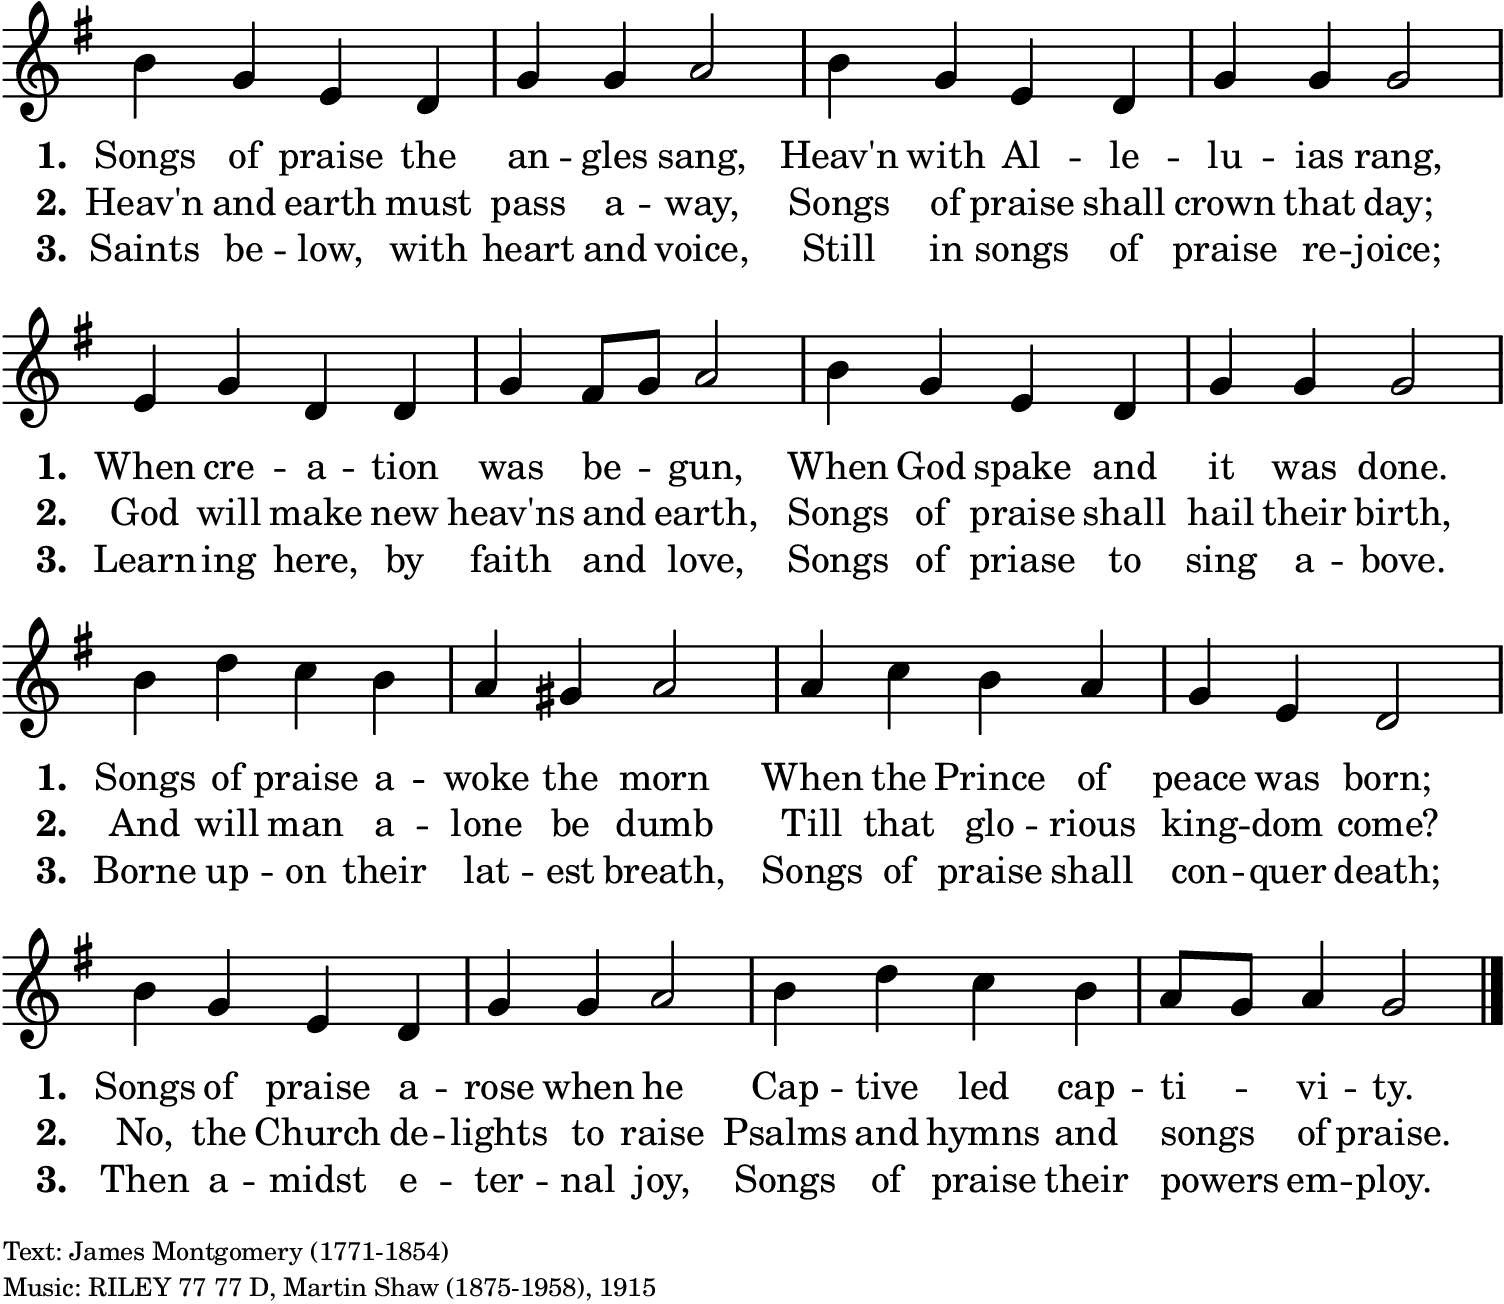 1. Songs of praise the an -- gles sang, Heav'n with Al -- le -- lu -- ias rang,
2. Heav'n and earth must pass a -- way, Songs of praise shall crown that day;
3. Saints be -- low, with heart and voice, Still in songs of praise re -- joice;
1. When cre -- a -- tion was be -- gun, When God spake and it was done.
2. God will make new heav'ns and earth, Songs of praise shall hail their birth,
3. Learn -- ing here, by faith and love, Songs of priase to sing a -- bove.
1. Songs of praise a -- woke the morn When the Prince of peace was born;
2. And will man a -- lone be dumb Till that glo -- rious king -- dom come?
3. Borne up -- on their lat -- est breath, Songs of praise shall con -- quer death;
1. Songs of praise a -- rose when he Cap -- tive led cap -- ti -- vi -- ty.
2. No, the Church de -- lights to raise Psalms and hymns and songs of praise.
3. Then a -- midst e -- ter -- nal joy, Songs of praise their powers em -- ploy.
Text: James Montgomery (1771-1854)
Music: RILEY 77 77 D, Martin Shaw (1875-1958), 1915